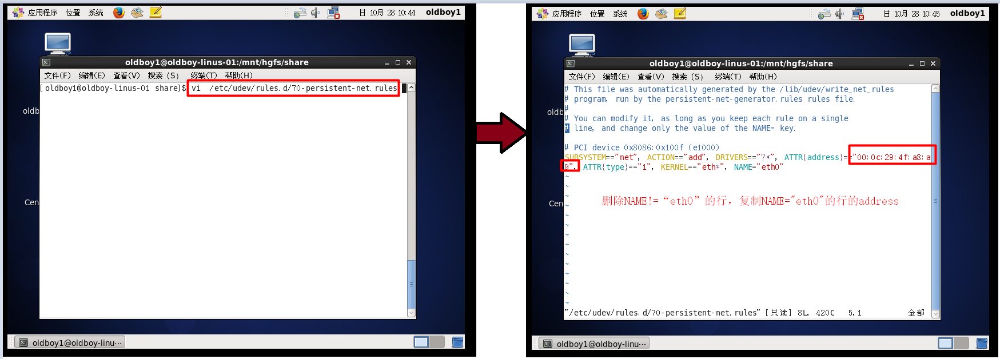 应用程序 位置 系统 日 10月 28 10:44 oldboy1
oldboy1@oldboy-linus-01:/mnt/hgfs/share
文件(F) 编辑(E) 查看(V) 搜索 (S) 终端(T) 帮助(H)
[oldboy1@oldboy-linus-01 share]$ vi /etc/udev/rules.d/70-persistent-net.rules
oldb
Cen
oldboy1@oldboy-linu···
应用程序 位置 系统 日 10月 28 10:45 oldboy1
oldboy1@oldboy-linus-01:/mnt/hgfs/share
文件(F) 编辑(E) 查看(V) 搜索 (S) 终端(T) 帮助(H)
# This file was automatically generated by the /lib/udev/write_net_rules
# program, run by the persistent-net-generator.rules rules file.
#
# You can modify it, as long as you keep each rule on a single
# line, and change only the value of the NAME= key.
# PCI device 0x8086:0x100f (e1000)
SUBSYSTEM=="net", ACTION=="add", DRIVERS=="?*", ATTR{address}=="00:0c:29:4f:a8:a
9", ATTR{type}=="1", KERNEL=="eth*", NAME="eth0"
~
~
~
~
~
~
~
~
~
~
~
~
~
~
删除NAME!=“eth0”的行，复制NAME="eth0"的行的address
"/etc/udev/rules.d/70-persistent-net.rules" [只读] 8L, 420C 5,1 全部
oldb
Cen
oldboy1@oldboy-linu···